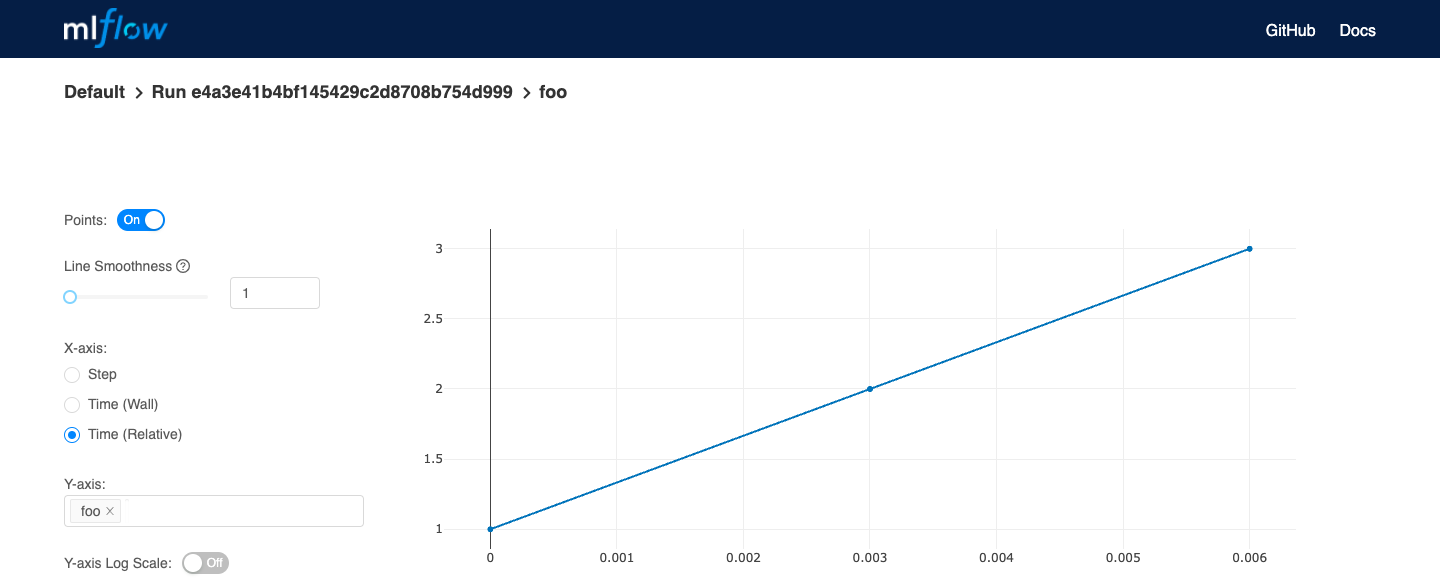 mlflow
GitHub Docs
Default > Run e4a3e41b4bf145429c2d8708b754d999 > foo
Points: On
Line Smoothness ?
1
X-axis:
Step
Time (Wall)
Time (Relative)
Y-axis:
foo ×
Y-axis Log Scale: Off
3
2.5
2
1.5
1
0 0.001 0.002 0.003 0.004 0.005 0.006